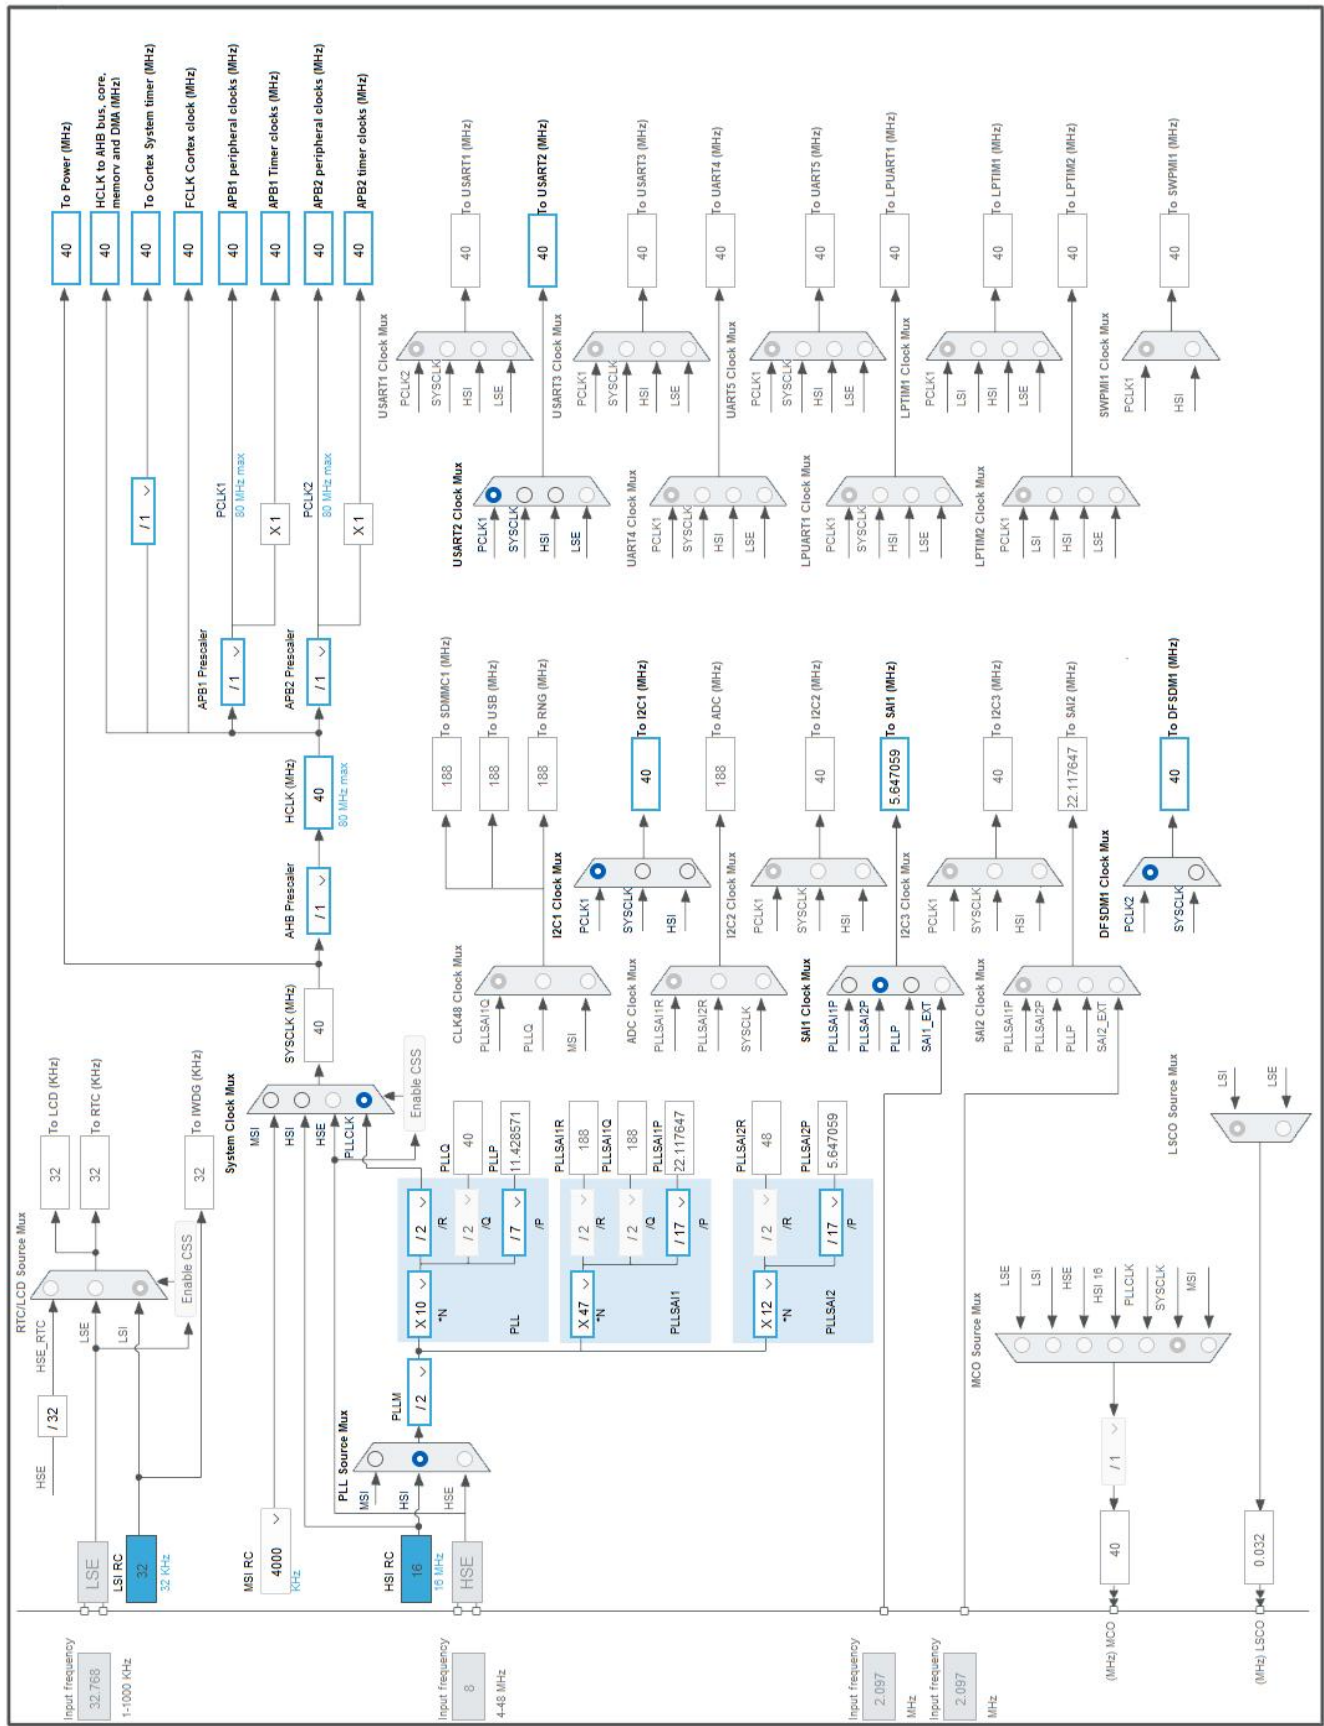 RTC/LCD Source Mux
HSE
/ 32
HSE_RTC
LSE
LSI
Enable CSS
32
To LCD (KHz)
32
To RTC (KHz)
32
To IWDG (KHz)
Input frequency
32.768
1-1000 KHz
LSE
LSI RC
32
32 KHz
MSI RC
4000
KHz
HSI RC
16
16 MHz
Input frequency
8
4-48 MHz
HSE
System Clock Mux
MSI
HSI
HSE
PLLCLK
Enable CSS
SYSCLK (MHz)
40
AHB Prescaler
/ 1
HCLK (MHz)
40
80 MHz max
APB1 Prescaler
/ 1
PCLK1
80 MHz max
X 1
APB2 Prescaler
/ 1
PCLK2
80 MHz max
X 1
/ 1
40
To Power (MHz)
40
HCLK to AHB bus, core,
memory and DMA (MHz)
40
To Cortex System timer (MHz)
40
FCLK Cortex clock (MHz)
40
APB1 peripheral clocks (MHz)
40
APB1 Timer clocks (MHz)
40
APB2 peripheral clocks (MHz)
40
APB2 timer clocks (MHz)
PLL Source Mux
MSI
HSI
HSE
PLLM
/ 2
X 10
*N
PLL
/ 2
/R
/ 2
/Q
/ 7
/P
PLLQ
40
PLLP
11.428571
X 47
*N
PLLSAI1
/ 2
/R
/ 2
/Q
/ 17
/P
PLLSAI1R
188
PLLSAI1Q
188
PLLSAI1P
22.117647
X 12
*N
PLLSAI2
/ 2
/R
/ 17
/P
PLLSAI2R
48
PLLSAI2P
5.647059
CLK48 Clock Mux
PLLSAI1Q
PLLQ
MSI
188
To SDMMC1 (MHz)
188
To USB (MHz)
188
To RNG (MHz)
I2C1 Clock Mux
PCLK1
SYSCLK
HSI
40
To I2C1 (MHz)
ADC Clock Mux
PLLSAI1R
PLLSAI2R
SYSCLK
188
To ADC (MHz)
I2C2 Clock Mux
PCLK1
SYSCLK
HSI
40
To I2C2 (MHz)
SAI1 Clock Mux
PLLSAI1P
PLLSAI2P
PLLP
SAI1_EXT
5.647059
To SAI1 (MHz)
I2C3 Clock Mux
PCLK1
SYSCLK
HSI
40
To I2C3 (MHz)
SAI2 Clock Mux
PLLSAI1P
PLLSAI2P
PLLP
SAI2_EXT
22.117647
To SAI2 (MHz)
DFSDM1 Clock Mux
PCLK2
SYSCLK
40
To DFSDM1 (MHz)
USART1 Clock Mux
PCLK2
SYSCLK
HSI
LSE
40
To USART1 (MHz)
USART2 Clock Mux
PCLK1
SYSCLK
HSI
LSE
40
To USART2 (MHz)
USART3 Clock Mux
PCLK1
SYSCLK
HSI
LSE
40
To USART3 (MHz)
UART4 Clock Mux
PCLK1
SYSCLK
HSI
LSE
40
To UART4 (MHz)
UART5 Clock Mux
PCLK1
SYSCLK
HSI
LSE
40
To UART5 (MHz)
LPUART1 Clock Mux
PCLK1
SYSCLK
HSI
LSE
40
To LPUART1 (MHz)
LPTIM1 Clock Mux
PCLK1
LSI
HSI
LSE
40
To LPTIM1 (MHz)
LPTIM2 Clock Mux
PCLK1
LSI
HSI
LSE
40
To LPTIM2 (MHz)
SWPMI1 Clock Mux
PCLK1
HSI
40
To SWPMI1 (MHz)
Input frequency
2.097
MHz
Input frequency
2.097
MHz
MCO Source Mux
LSE
LSI
HSE
HSI 16
PLLCLK
SYSCLK
MSI
/ 1
40
(MHz) MCO
LSCO Source Mux
LSI
LSE
0.032
(MHz) LSCO